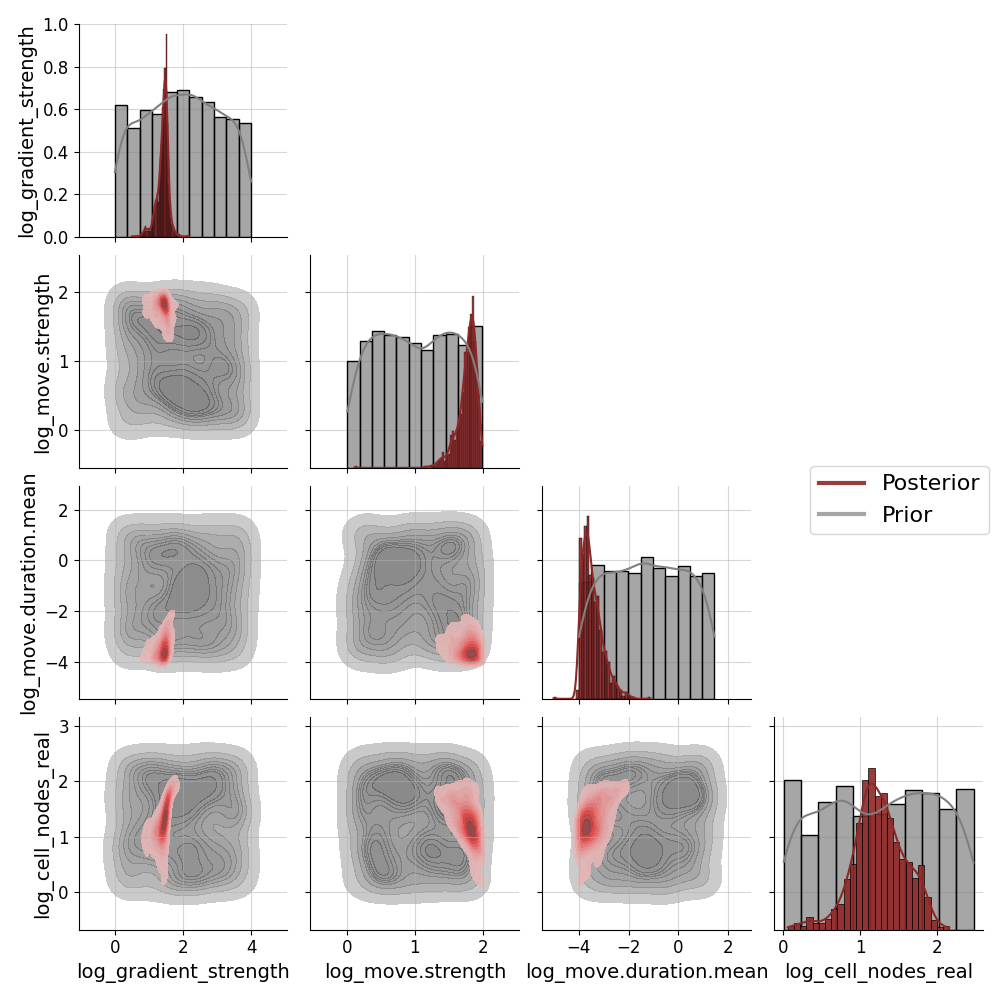 log_gradient_strength
1.0
0.8
0.6
0.4
0.2
0.0
log_move.strength
2
1
0
log_move.duration.mean
2
0
−2
−4
Posterior
Prior
log_cell_nodes_real
3
2
1
0
0 2 4
0 1 2
−4 −2 0 2
0 1 2
log_gradient_strength
log_move.strength
log_move.duration.mean
log_cell_nodes_real